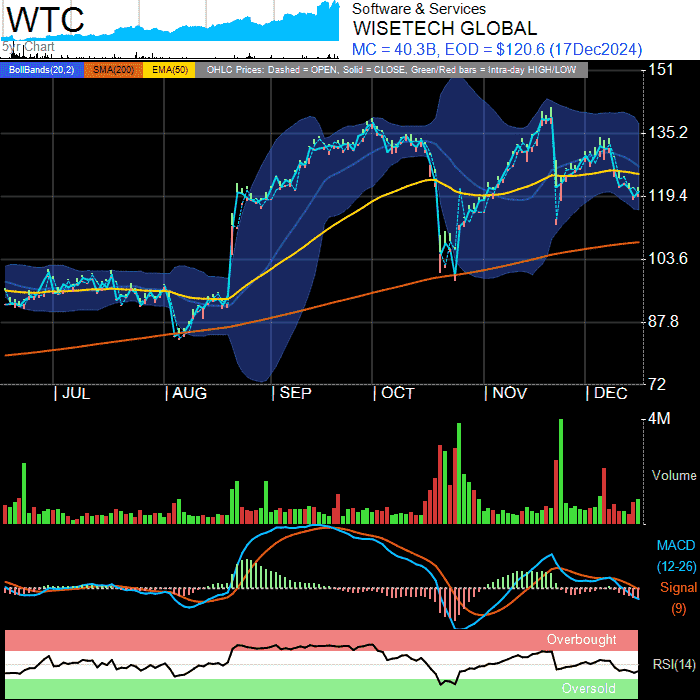 WTC
5yr Chart
Software & Services
WISETECH GLOBAL
MC = 40.3B, EOD = $120.6 (17Dec2024)
BollBands(20,2) SMA(200) EMA(50) OHLC Prices: Dashed = OPEN, Solid = CLOSE, Green/Red bars = Intra-day HIGH/LOW
151
135.2
119.4
103.6
87.8
72
| JUL | AUG | SEP | OCT | NOV | DEC
4M
Volume
MACD
(12-26)
Signal
(9)
Overbought
RSI(14)
Oversold